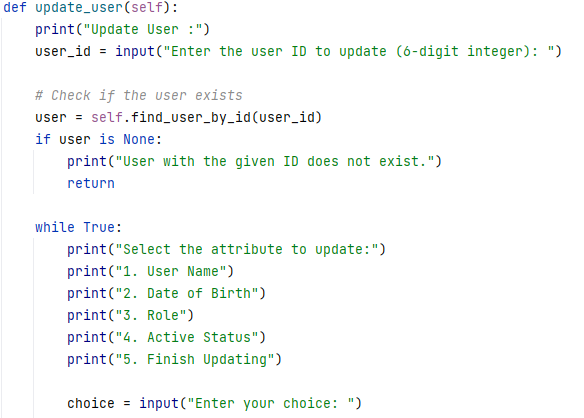 def update_user(self):
    print("Update User :")
    user_id = input("Enter the user ID to update (6-digit integer): ")
    # Check if the user exists
    user = self.find_user_by_id(user_id)
    if user is None:
        print("User with the given ID does not exist.")
        return
    while True:
        print("Select the attribute to update:")
        print("1. User Name")
        print("2. Date of Birth")
        print("3. Role")
        print("4. Active Status")
        print("5. Finish Updating")
        choice = input("Enter your choice: ")